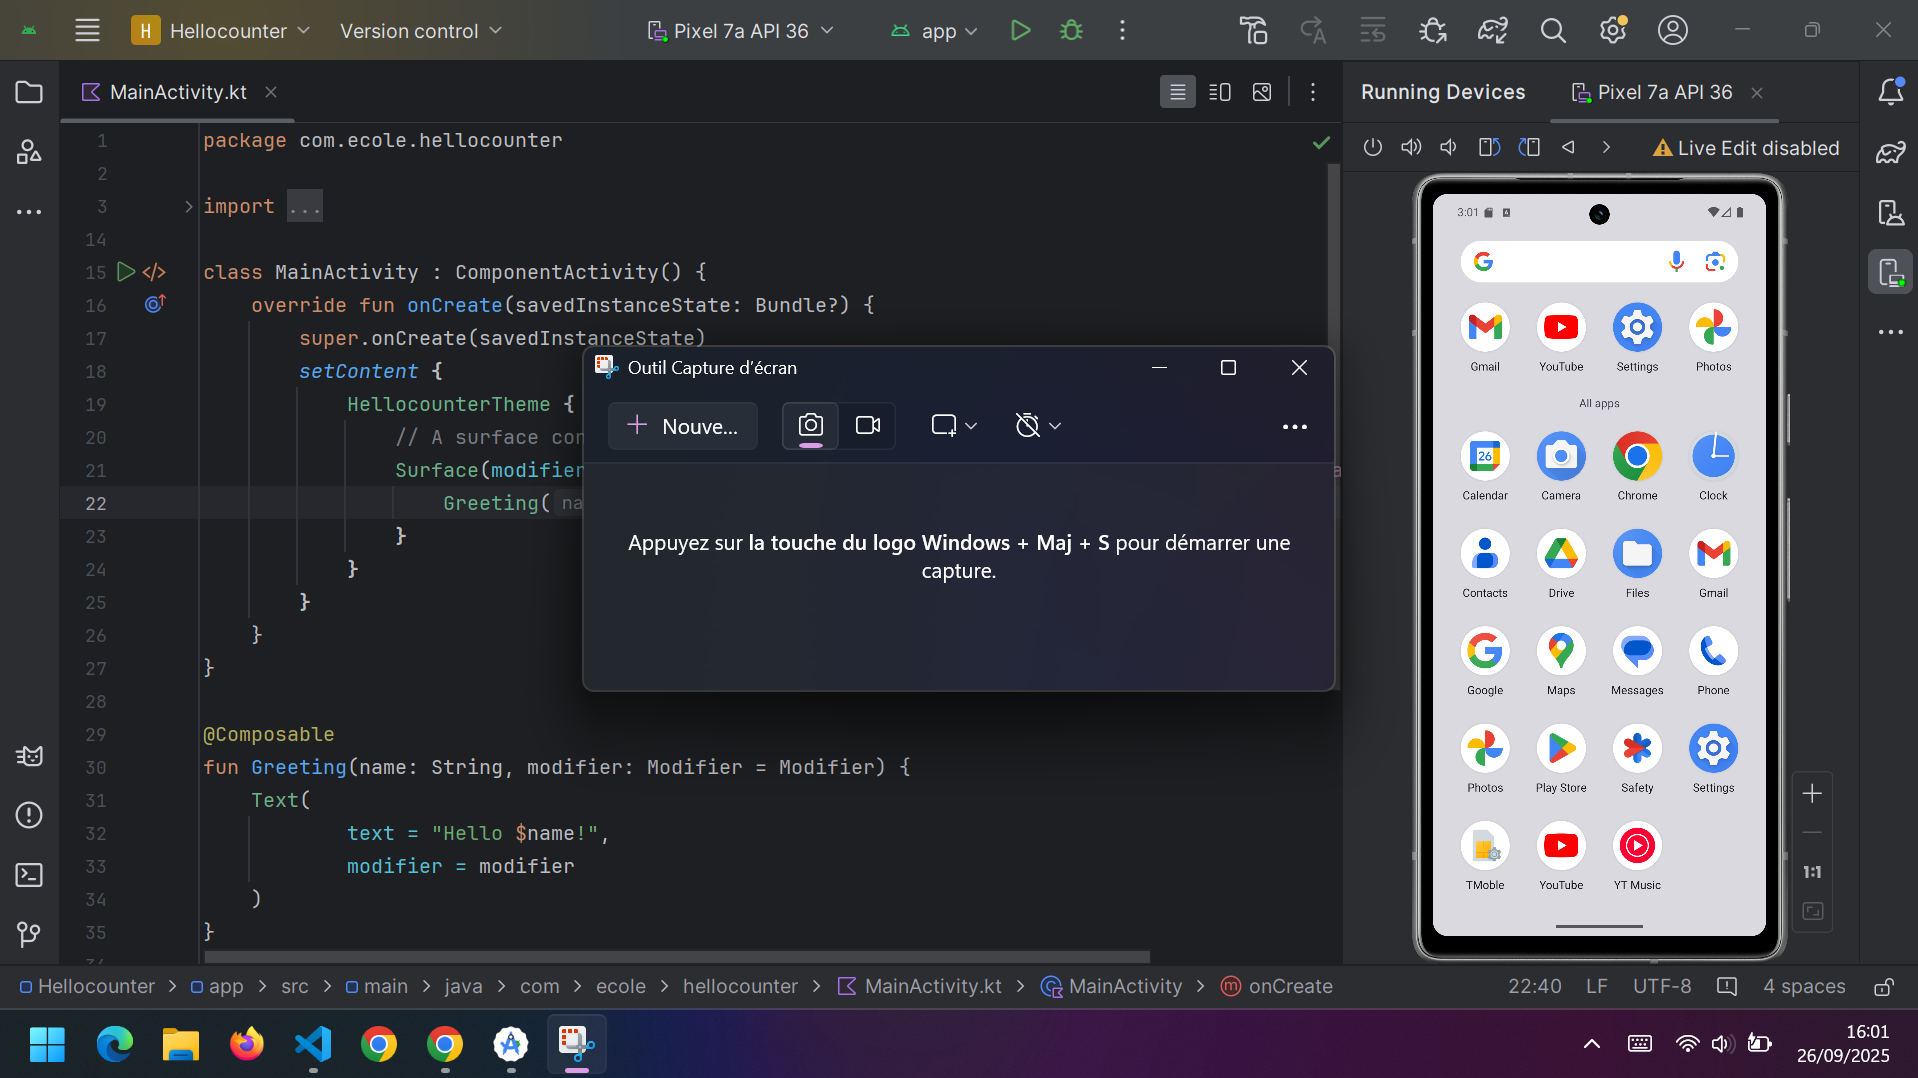 H Hellocounter Version control Pixel 7a API 36 app
MainActivity.kt
Running Devices Pixel 7a API 36
Live Edit disabled
1 package com.ecole.hellocounter
2
3 import ...
14
15 class MainActivity : ComponentActivity() {
16 override fun onCreate(savedInstanceState: Bundle?) {
17 super.onCreate(savedInstanceState)
18 setContent {
19 HellocounterTheme {
20 // A surface con
21 Surface(modifier
22 Greeting( na
23 }
24 }
25 }
26 }
27 }
28
29 @Composable
30 fun Greeting(name: String, modifier: Modifier = Modifier) {
31 Text(
32 text = "Hello $name!",
33 modifier = modifier
34 )
35 }
Outil Capture d'écran
Nouve...
Appuyez sur la touche du logo Windows + Maj + S pour démarrer une
capture.
3:01
Gmail YouTube Settings Photos
All apps
26
Calendar Camera Chrome Clock
Contacts Drive Files Gmail
Google Maps Messages Phone
Photos Play Store Safety Settings
TMoble YouTube YT Music
1:1
Hellocounter > app > src > main > java > com > ecole > hellocounter > MainActivity.kt > MainActivity > onCreate
22:40 LF UTF-8 4 spaces
16:01
26/09/2025